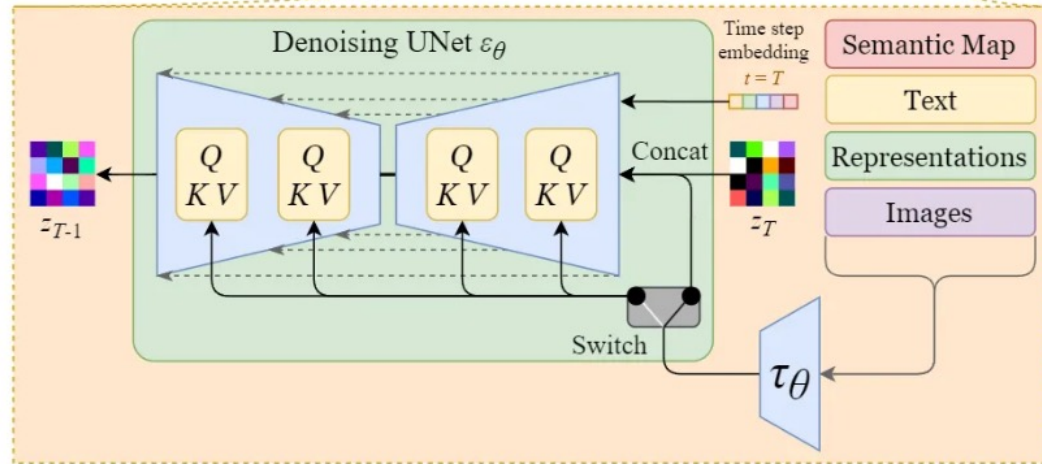 Denoising UNet εθ
Time step
embedding
t = T
Semantic Map
Text
Representations
Images
Q
K V
Q
K V
Q
K V
Q
K V
Concat
zT-1
zT
Switch
τθ